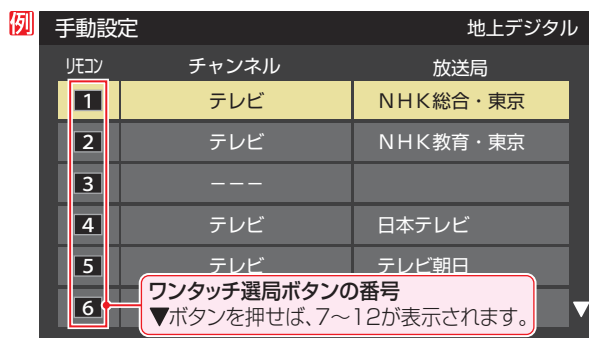 例
手動設定 地上デジタル
リモコン チャンネル 放送局
1 テレビ NHK総合・東京
2 テレビ NHK教育・東京
3 −−−
4 テレビ 日本テレビ
5 テレビ テレビ朝日
6
ワンタッチ選局ボタンの番号
▼ボタンを押せば、7〜12が表示されます。
▼